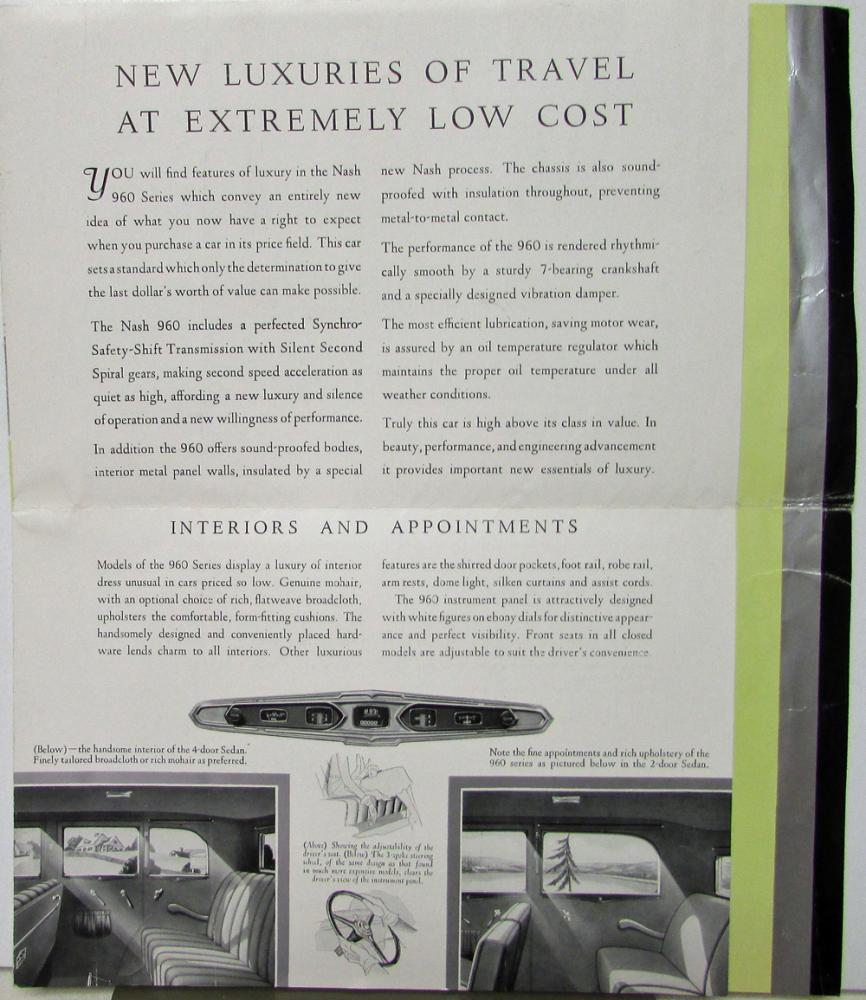 NEW LUXURIES OF TRAVEL
AT EXTREMELY LOW COST
YOU will find features of luxury in the Nash
960 Series which convey an entirely new
idea of what you now have a right to expect
when you purchase a car in its price field. This car
sets a standard which only the determination to give
the last dollar's worth of value can make possible.
The Nash 960 includes a perfected Synchro-
Safety-Shift Transmission with Silent Second
Spiral gears, making second speed acceleration as
quiet as high, affording a new luxury and silence
of operation and a new willingness of performance.
In addition the 960 offers sound-proofed bodies,
interior metal panel walls, insulated by a special
new Nash process. The chassis is also sound-
proofed with insulation throughout, preventing
metal-to-metal contact.
The performance of the 960 is rendered rhythmi-
cally smooth by a sturdy 7-bearing crankshaft
and a specially designed vibration damper.
The most efficient lubrication, saving motor wear,
is assured by an oil temperature regulator which
maintains the proper oil temperature under all
weather conditions.
Truly this car is high above its class in value. In
beauty, performance, and engineering advancement
it provides important new essentials of luxury.
INTERIORS AND APPOINTMENTS
Models of the 960 Series display a luxury of interior
dress unusual in cars priced so low. Genuine mohair,
with an optional choice of rich, flatweave broadcloth,
upholsters the comfortable, form-fitting cushions. The
handsomely designed and conveniently placed hard-
ware lends charm to all interiors. Other luxurious
features are the shirred door pockets, foot rail, robe rail,
arm rests, dome light, silken curtains and assist cords.
The 960 instrument panel is attractively designed
with white figures on ebony dials for distinctive appear-
ance and perfect visibility. Front seats in all closed
models are adjustable to suit the driver's convenience.
(Below)—the handsome interior of the 4-door Sedan.
Finely tailored broadcloth or rich mohair as preferred.
Note the fine appointments and rich upholstery of the
960 series as pictured below in the 2-door Sedan.
(Above) Showing the adjustability of the
driver's seat. (Below) The 3-spoke steering
wheel, of the same design as that found
in much more expensive models, clears the
driver's view of the instrument panel.